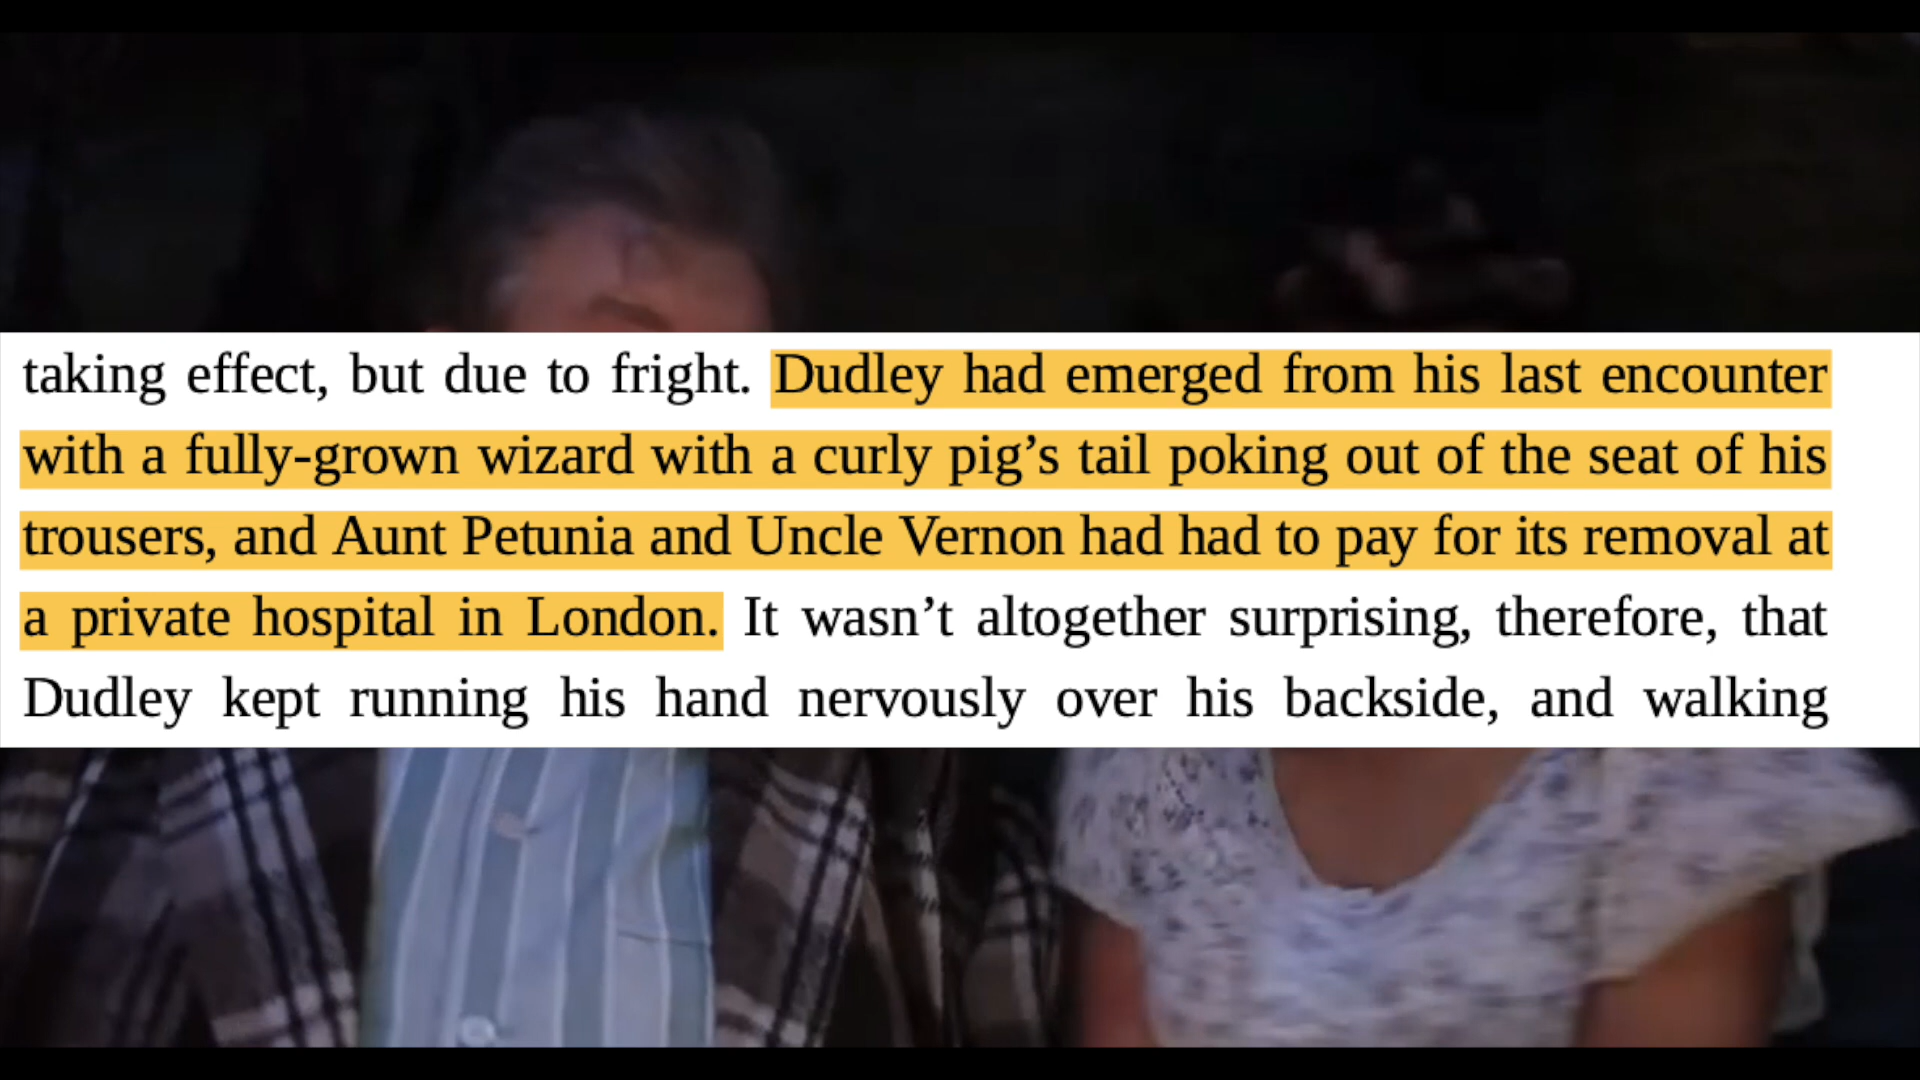 taking effect, but due to fright. Dudley had emerged from his last encounter
with a fully-grown wizard with a curly pig’s tail poking out of the seat of his
trousers, and Aunt Petunia and Uncle Vernon had had to pay for its removal at
a private hospital in London. It wasn’t altogether surprising, therefore, that
Dudley kept running his hand nervously over his backside, and walking